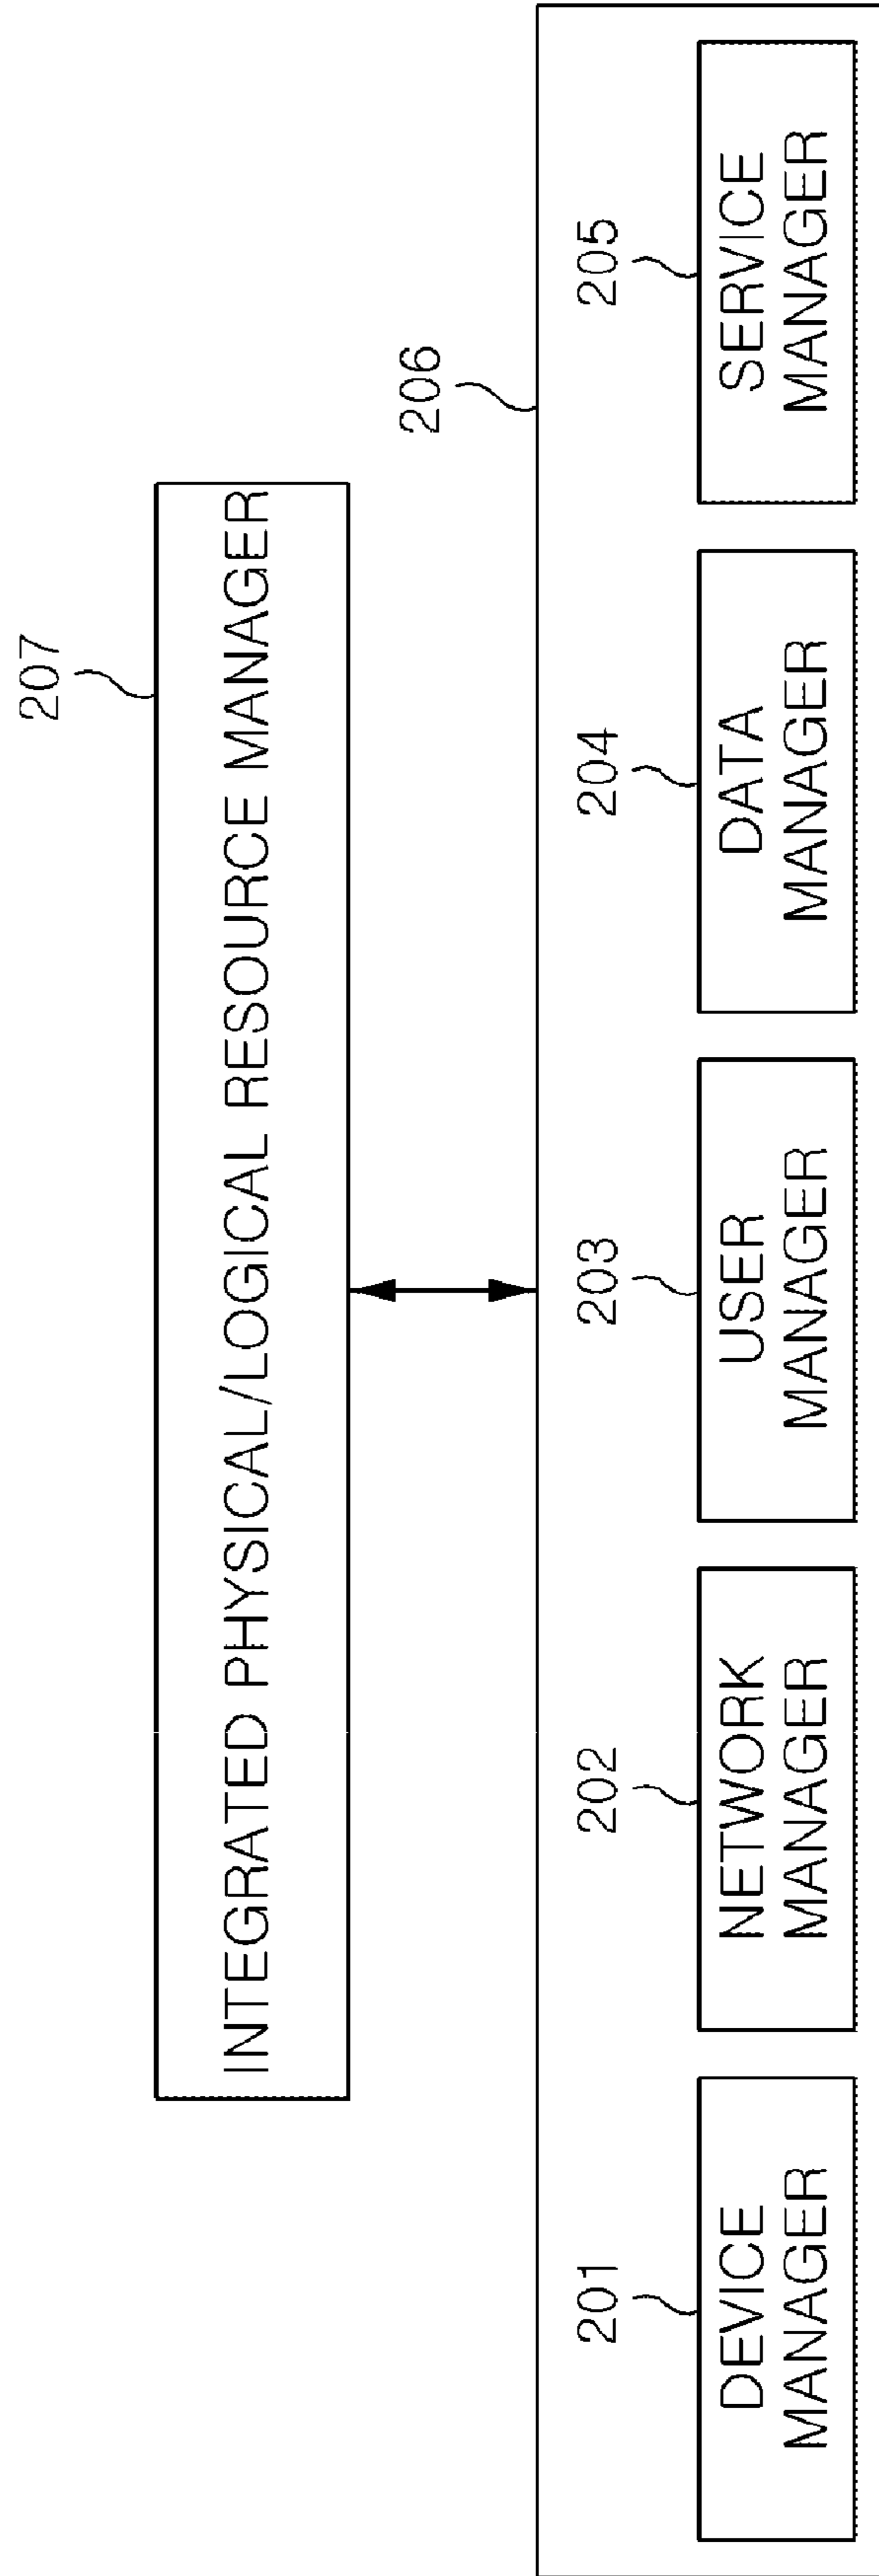 207
INTEGRATED PHYSICAL/LOGICAL RESOURCE MANAGER
206
201
202
203
204
205
DEVICE
MANAGER
NETWORK
MANAGER
USER
MANAGER
DATA
MANAGER
SERVICE
MANAGER